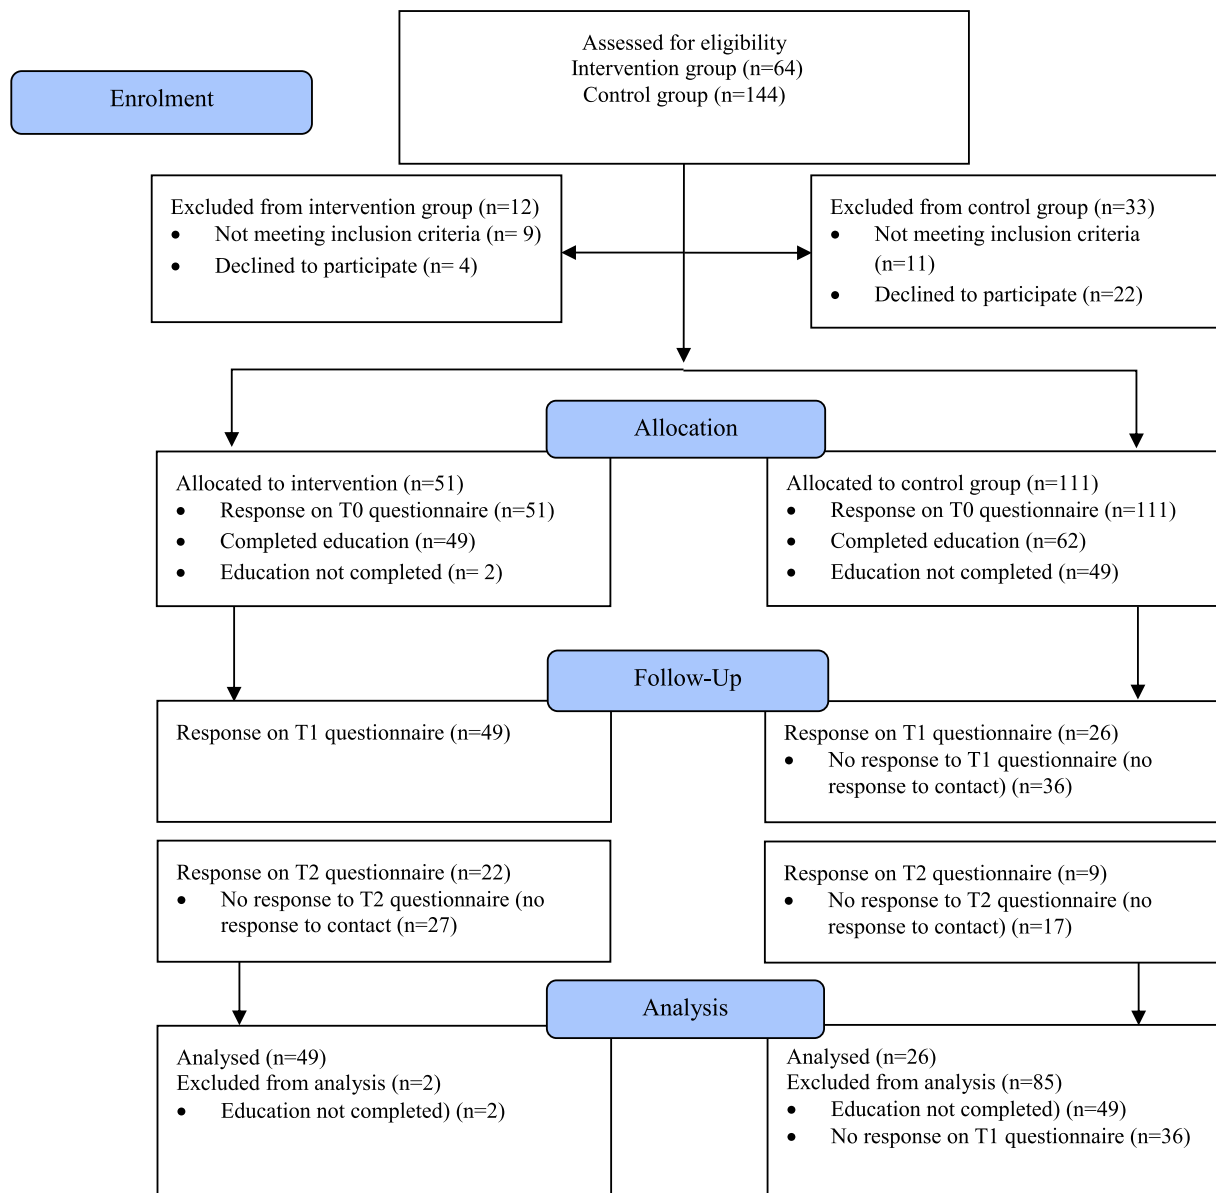 Assessed for eligibility
Intervention group (n=64)
Control group (n=144)
Enrolment
Excluded from intervention group (n=12)
• Not meeting inclusion criteria (n= 9)
• Declined to participate (n= 4)
Excluded from control group (n=33)
• Not meeting inclusion criteria
(n=11)
• Declined to participate (n=22)
Allocation
Allocated to intervention (n=51)
• Response on T0 questionnaire (n=51)
• Completed education (n=49)
• Education not completed (n= 2)
Allocated to control group (n=111)
• Response on T0 questionnaire (n=111)
• Completed education (n=62)
• Education not completed (n=49)
Follow-Up
Response on T1 questionnaire (n=49)
Response on T1 questionnaire (n=26)
• No response to T1 questionnaire (no
response to contact) (n=36)
Response on T2 questionnaire (n=22)
• No response to T2 questionnaire (no
response to contact (n=27)
Response on T2 questionnaire (n=9)
• No response to T2 questionnaire (no
response to contact) (n=17)
Analysis
Analysed (n=49)
Excluded from analysis (n=2)
• Education not completed) (n=2)
Analysed (n=26)
Excluded from analysis (n=85)
• Education not completed) (n=49)
• No response on T1 questionnaire (n=36)